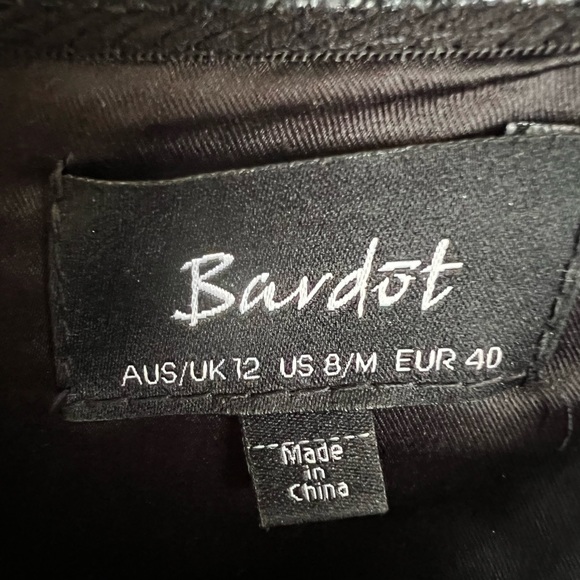 Bardōt
AUS/UK 12 US 8/M EUR 40
Made
in
China